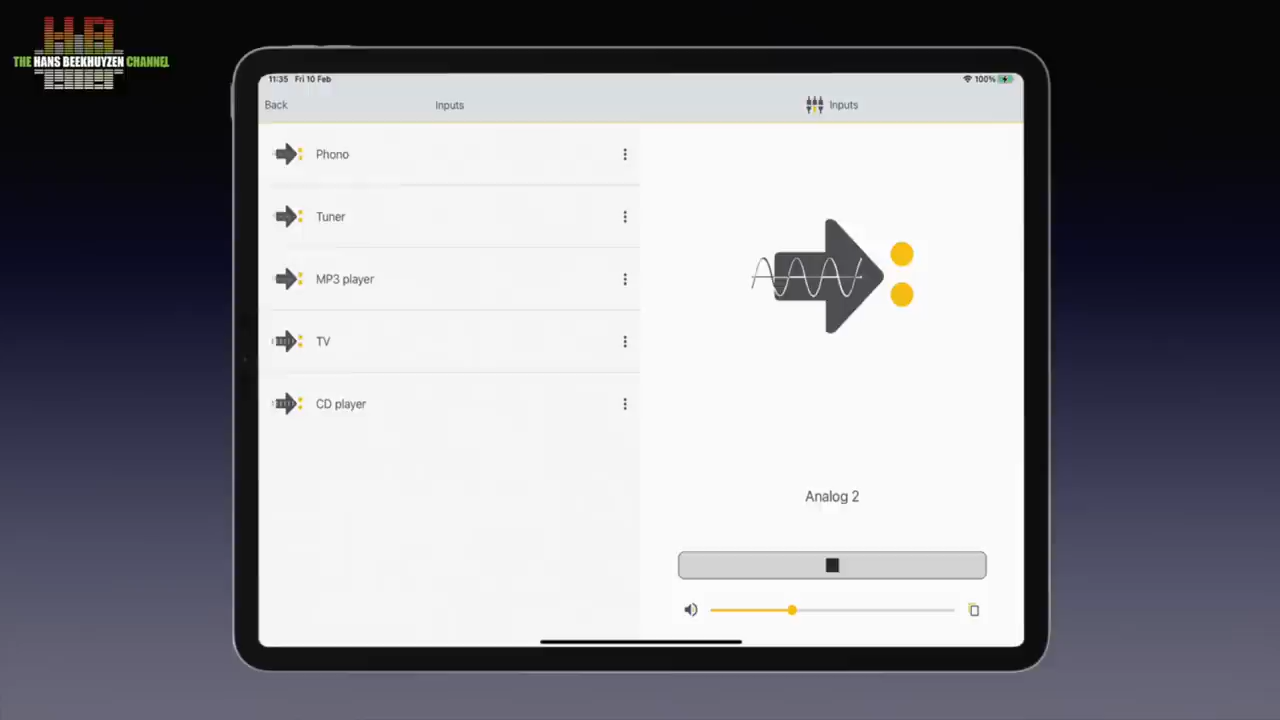 THE HANS BEEKHUYZEN CHANNEL
11:35 Fri 10 Feb
100%
Back
Inputs
Inputs
Phono
Tuner
MP3 player
TV
CD player
Analog 2